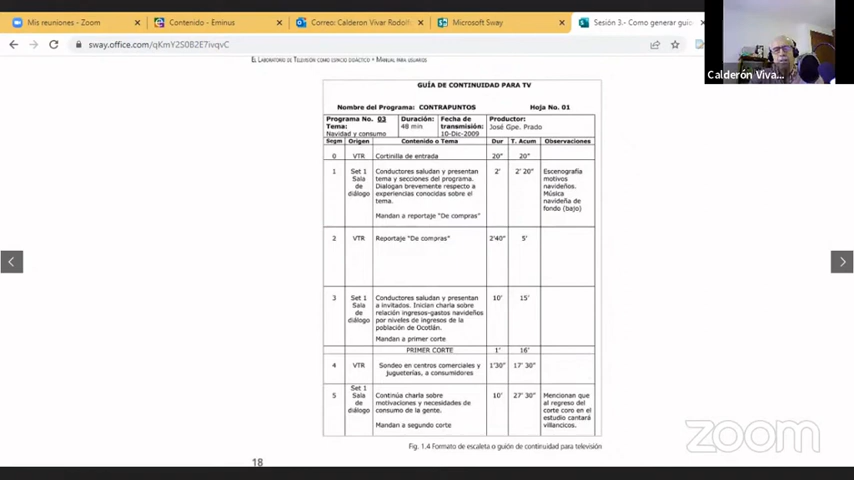 Mis reuniones - Zoom
Contenido - Eminus
Correo: Calderon Vivar Rodolf
Microsoft Sway
Sesión 3.- Como generar guio
sway.office.com/qKmY2S0B2E7ivqvC
Calderón Viva...
EL LABORATORIO DE TELEVISIÓN COMO ESPACIO DIDÁCTICO • MANUAL PARA USUARIOS
GUÍA DE CONTINUIDAD PARA TV
Nombre del Programa: CONTRAPUNTOS Hoja No. 01
Programa No. 03 Duración: Fecha de Productor:
Tema: 48 min transmisión: José Gpe. Prado
Navidad y consumo 10-Dic-2009
Segm Origen Contenido o Tema Dur T. Acum Observaciones
0 VTR Cortinilla de entrada 20" 20"
1 Set 1 Conductores saludan y presentan 2' 2' 20" Escenografía
Sala tema y secciones del programa. motivos
de Dialogan brevemente respecto a navideños.
diálogo experiencias conocidas sobre el Música
tema. navideña de
fondo (bajo)
Mandan a reportaje "De compras"
2 VTR Reportaje "De compras" 2'40" 5'
3 Set 1 Conductores saludan y presentan 10' 15'
Sala a invitados. Inician charla sobre
de relación ingresos-gastos navideños
diálogo por niveles de ingresos de la
población de Ocotlán.
Mandan a primer corte
PRIMER CORTE 1' 16'
4 VTR Sondeo en centros comerciales y 1'30" 17' 30"
jugueterías, a consumidores
5 Set 1 Continúa charla sobre 10' 27' 30" Mencionan que
Sala motivaciones y necesidades de al regreso del
de consumo de la gente. corte coro en el
diálogo estudio cantará
Mandan a segundo corte villancicos.
Fig. 1.4 Formato de escaleta o guión de continuidad para televisión
18
zoom